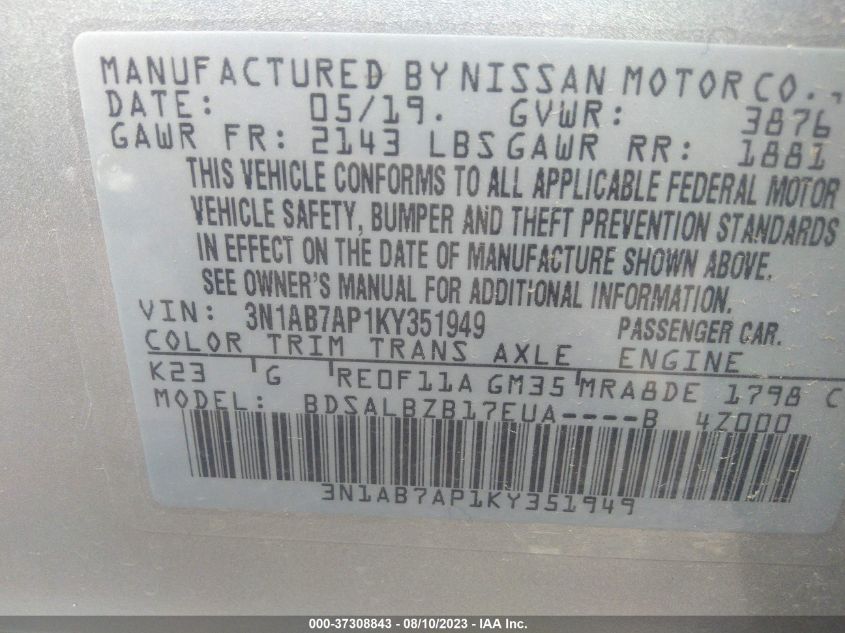 MANUFACTURED BY NISSAN MOTOR CO.,
DATE: 05/19. GVWR: 3876
GAWR FR: 2143 LBS GAWR RR: 1881
THIS VEHICLE CONFORMS TO ALL APPLICABLE FEDERAL MOTOR
VEHICLE SAFETY, BUMPER AND THEFT PREVENTION STANDARDS
IN EFFECT ON THE DATE OF MANUFACTURE SHOWN ABOVE.
SEE OWNER'S MANUAL FOR ADDITIONAL INFORMATION.
VIN: 3N1AB7AP1KY351949 PASSENGER CAR.
COLOR TRIM TRANS AXLE ENGINE
K23 G RE0F11A GM35 MRA8DE 1798 C
MODEL: BDSALBZB17EUA----B 4Z000
3N1AB7AP1KY351949
000-37308843 - 08/10/2023 - IAA Inc.